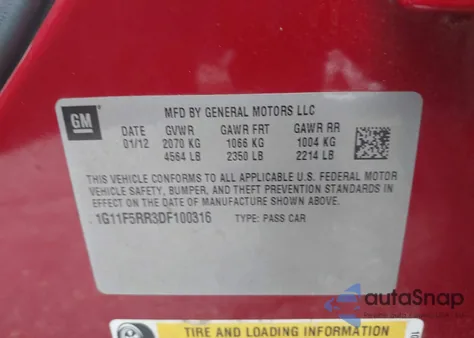 GM
MFD BY GENERAL MOTORS LLC
DATE GVWR GAWR FRT GAWR RR
01/12 2070 KG 1066 KG 1004 KG
4564 LB 2350 LB 2214 LB
THIS VEHICLE CONFORMS TO ALL APPLICABLE U.S. FEDERAL MOTOR
VEHICLE SAFETY, BUMPER, AND THEFT PREVENTION STANDARDS IN
EFFECT ON THE DATE OF MANUFACTURE SHOWN ABOVE.
1G11F5RR3DF100316 TYPE: PASS CAR
autoSnap
TIRE AND LOADING INFORMATION